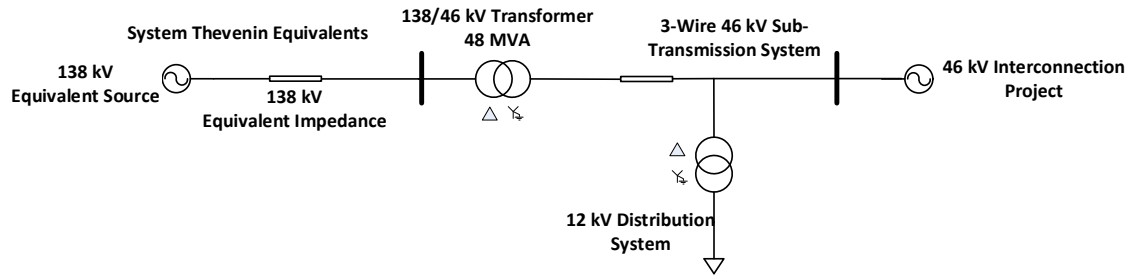 System Thevenin Equivalents
138/46 kV Transformer
48 MVA
3-Wire 46 kV Sub-
Transmission System
138 kV
Equivalent Source
138 kV
Equivalent Impedance
46 kV Interconnection
Project
12 kV Distribution
System